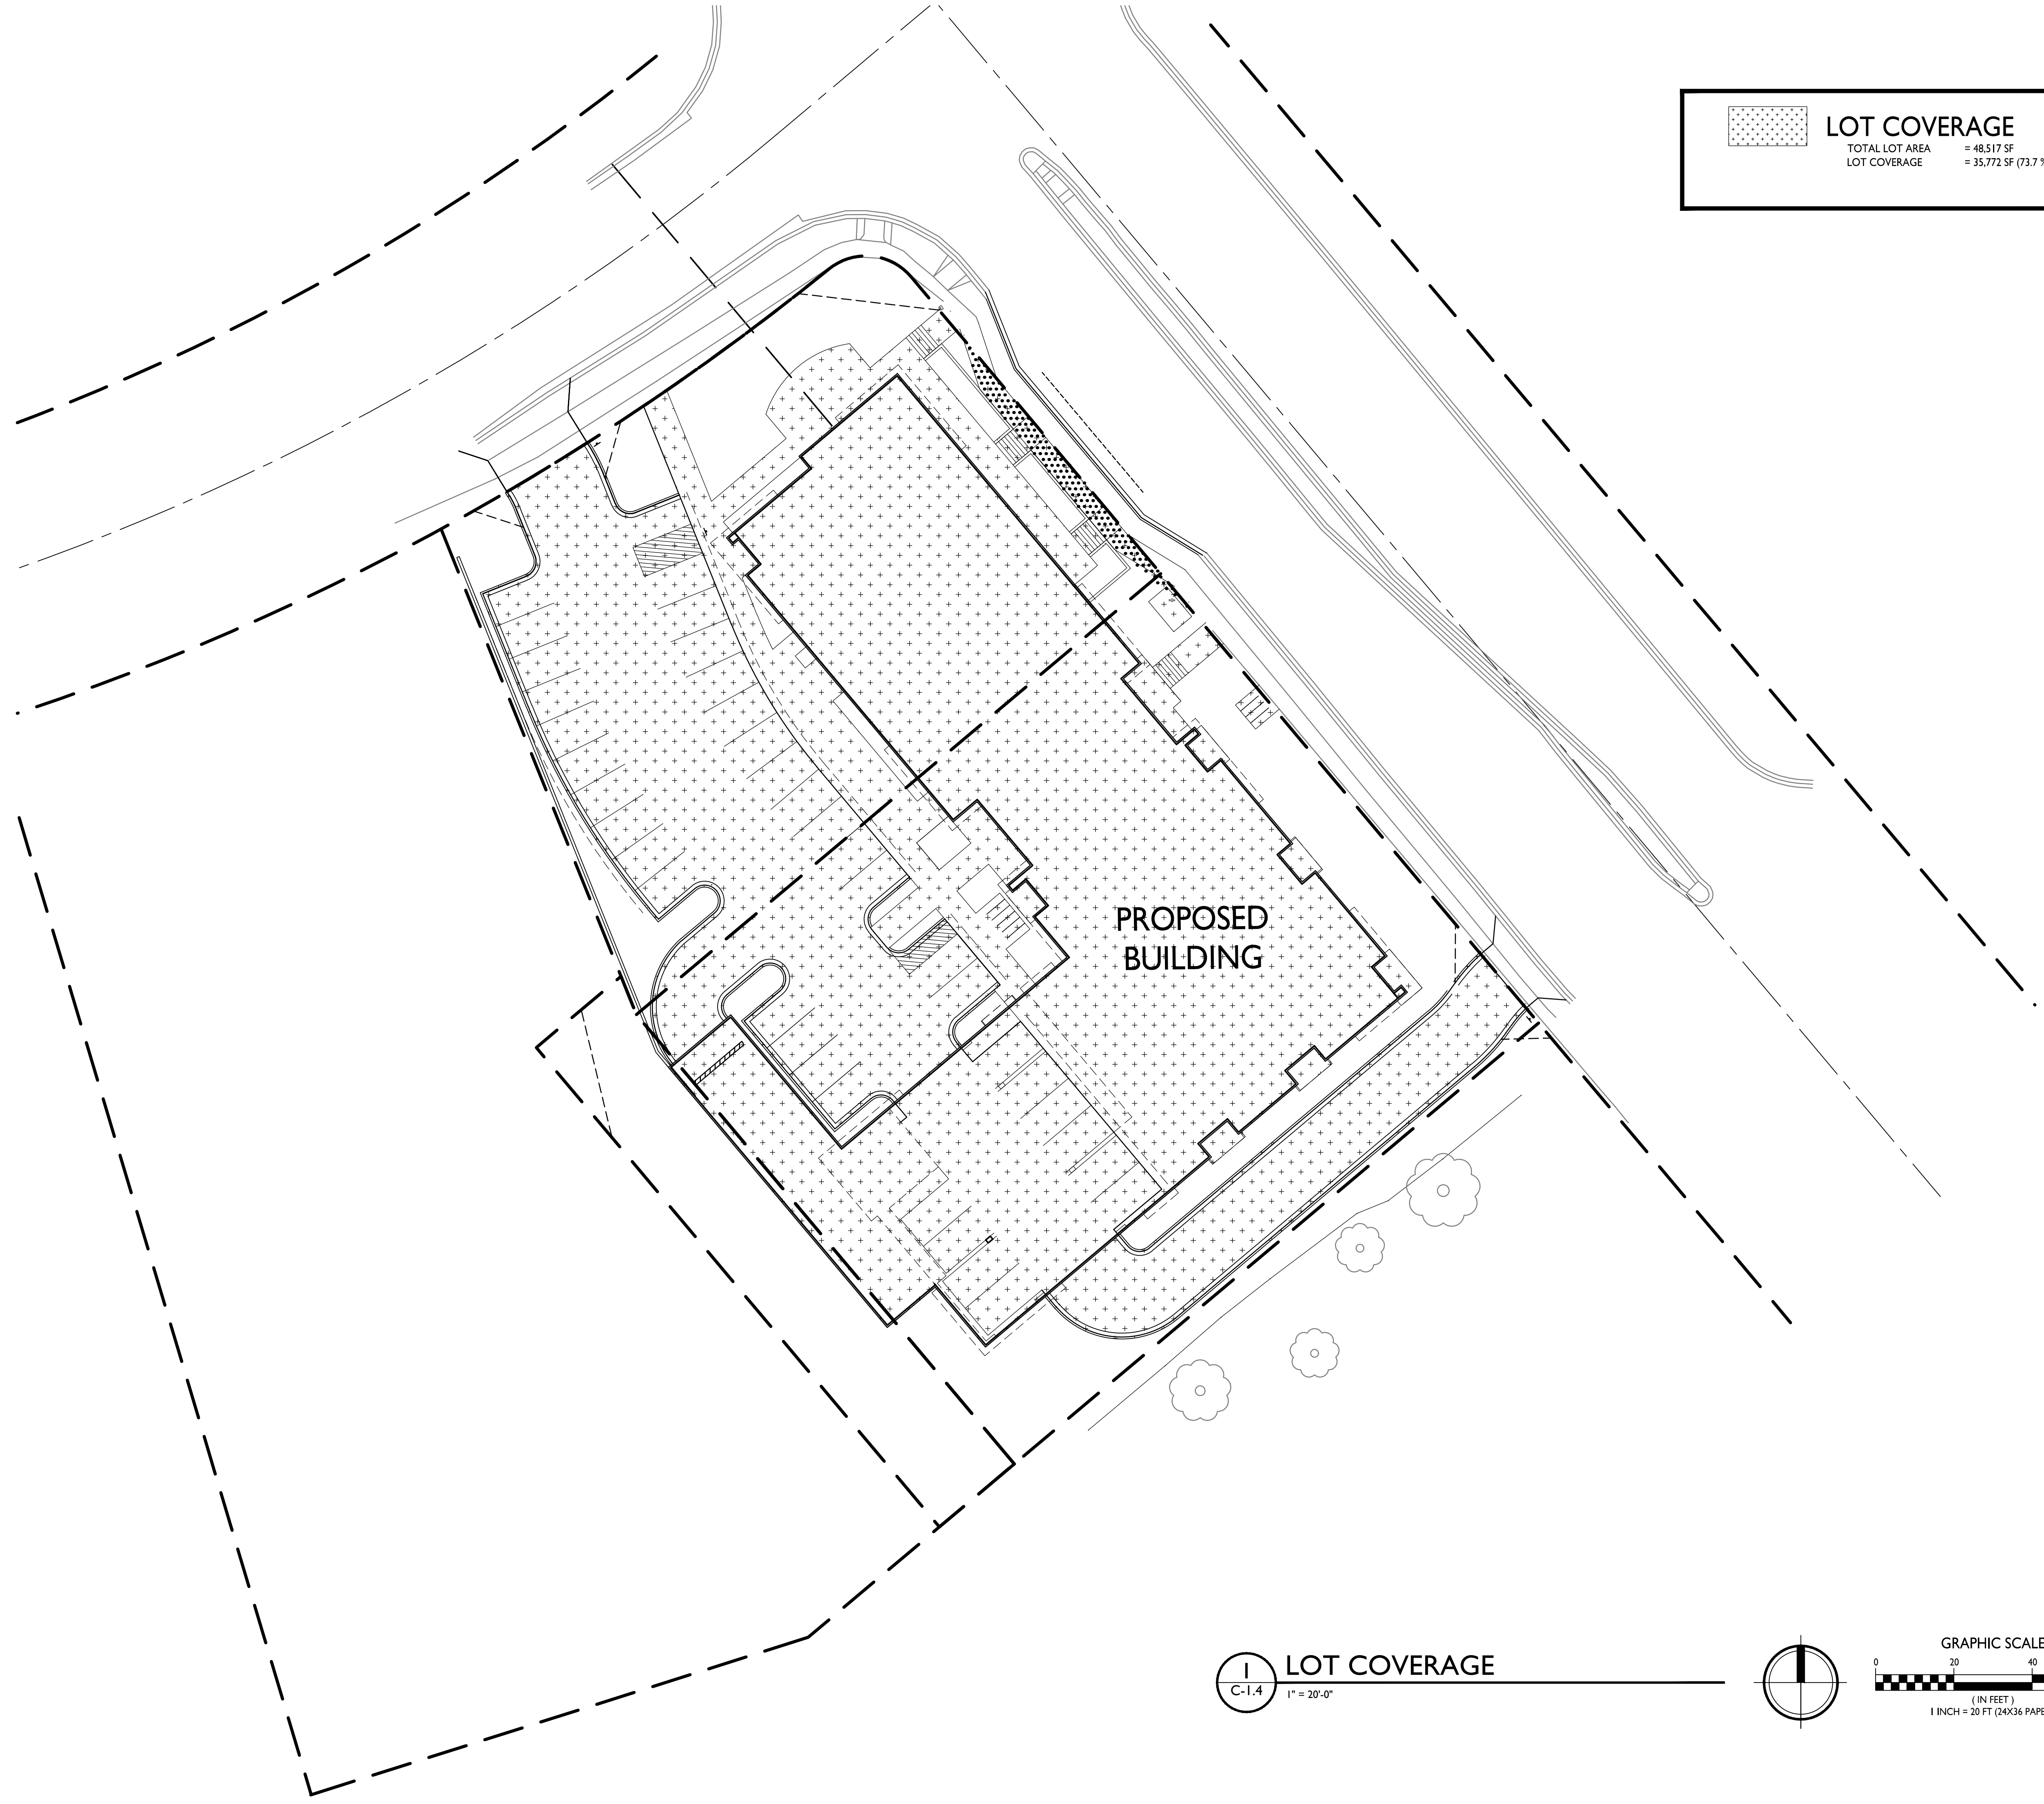 LOT COVERAGE
TOTAL LOT AREA = 48,517 SF
LOT COVERAGE = 35,772 SF (73.7 %
PROPOSED
BUILDING
1
C-1.4
LOT COVERAGE
1" = 20'-0"
GRAPHIC SCALE
0 20 40
( IN FEET )
1 INCH = 20 FT (24X36 PAPE